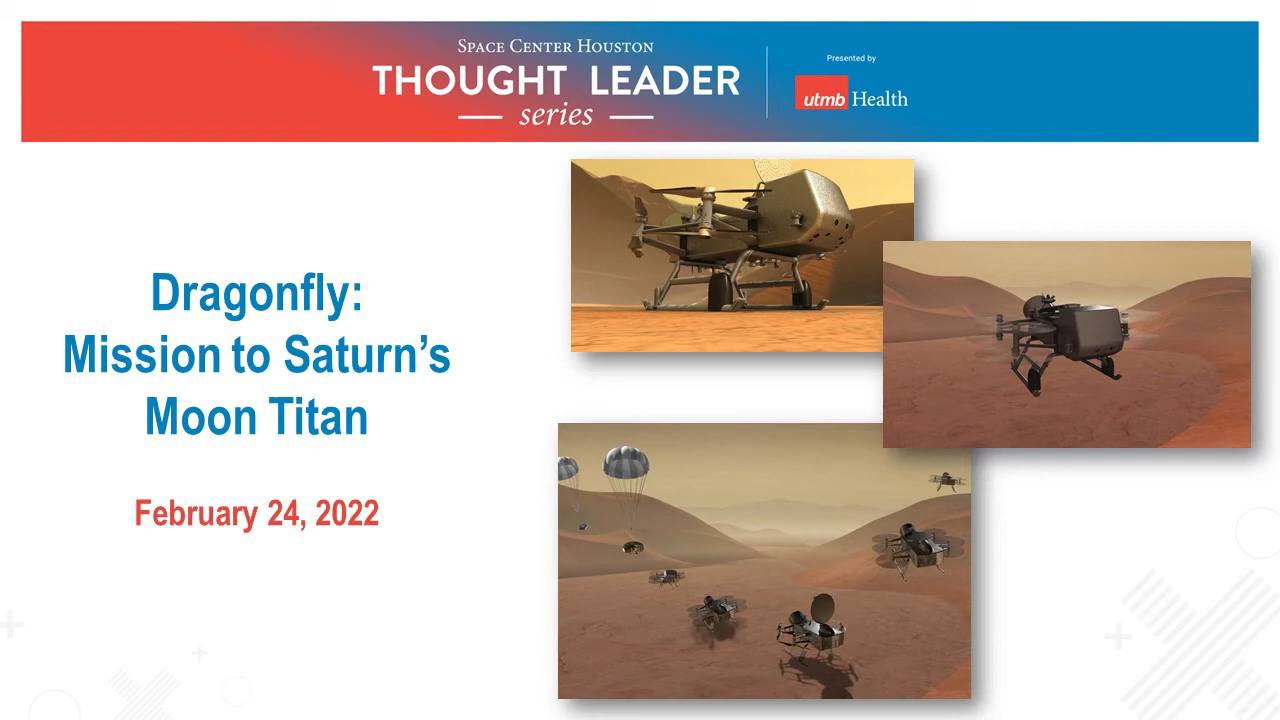 SPACE CENTER HOUSTON
THOUGHT LEADER
series
Presented by
utmb Health
Dragonfly:
Mission to Saturn’s
Moon Titan
February 24, 2022